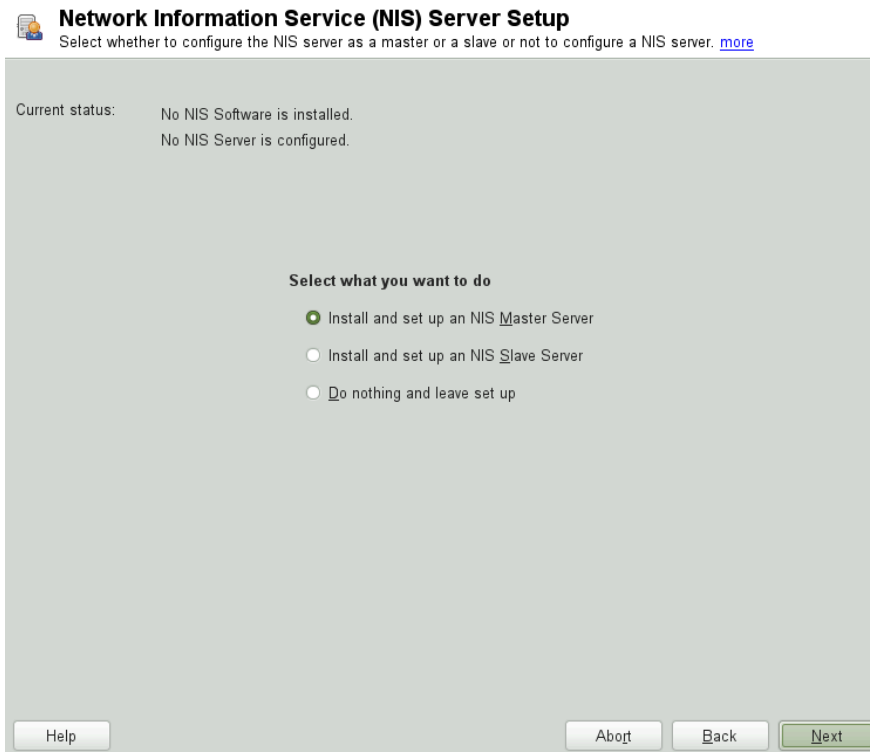 Network Information Service (NIS) Server Setup
Select whether to configure the NIS server as a master or a slave or not to configure a NIS server. more
Current status: No NIS Software is installed.
No NIS Server is configured.
Select what you want to do
Install and set up an NIS Master Server
Install and set up an NIS Slave Server
Do nothing and leave set up
Help Abort Back Next